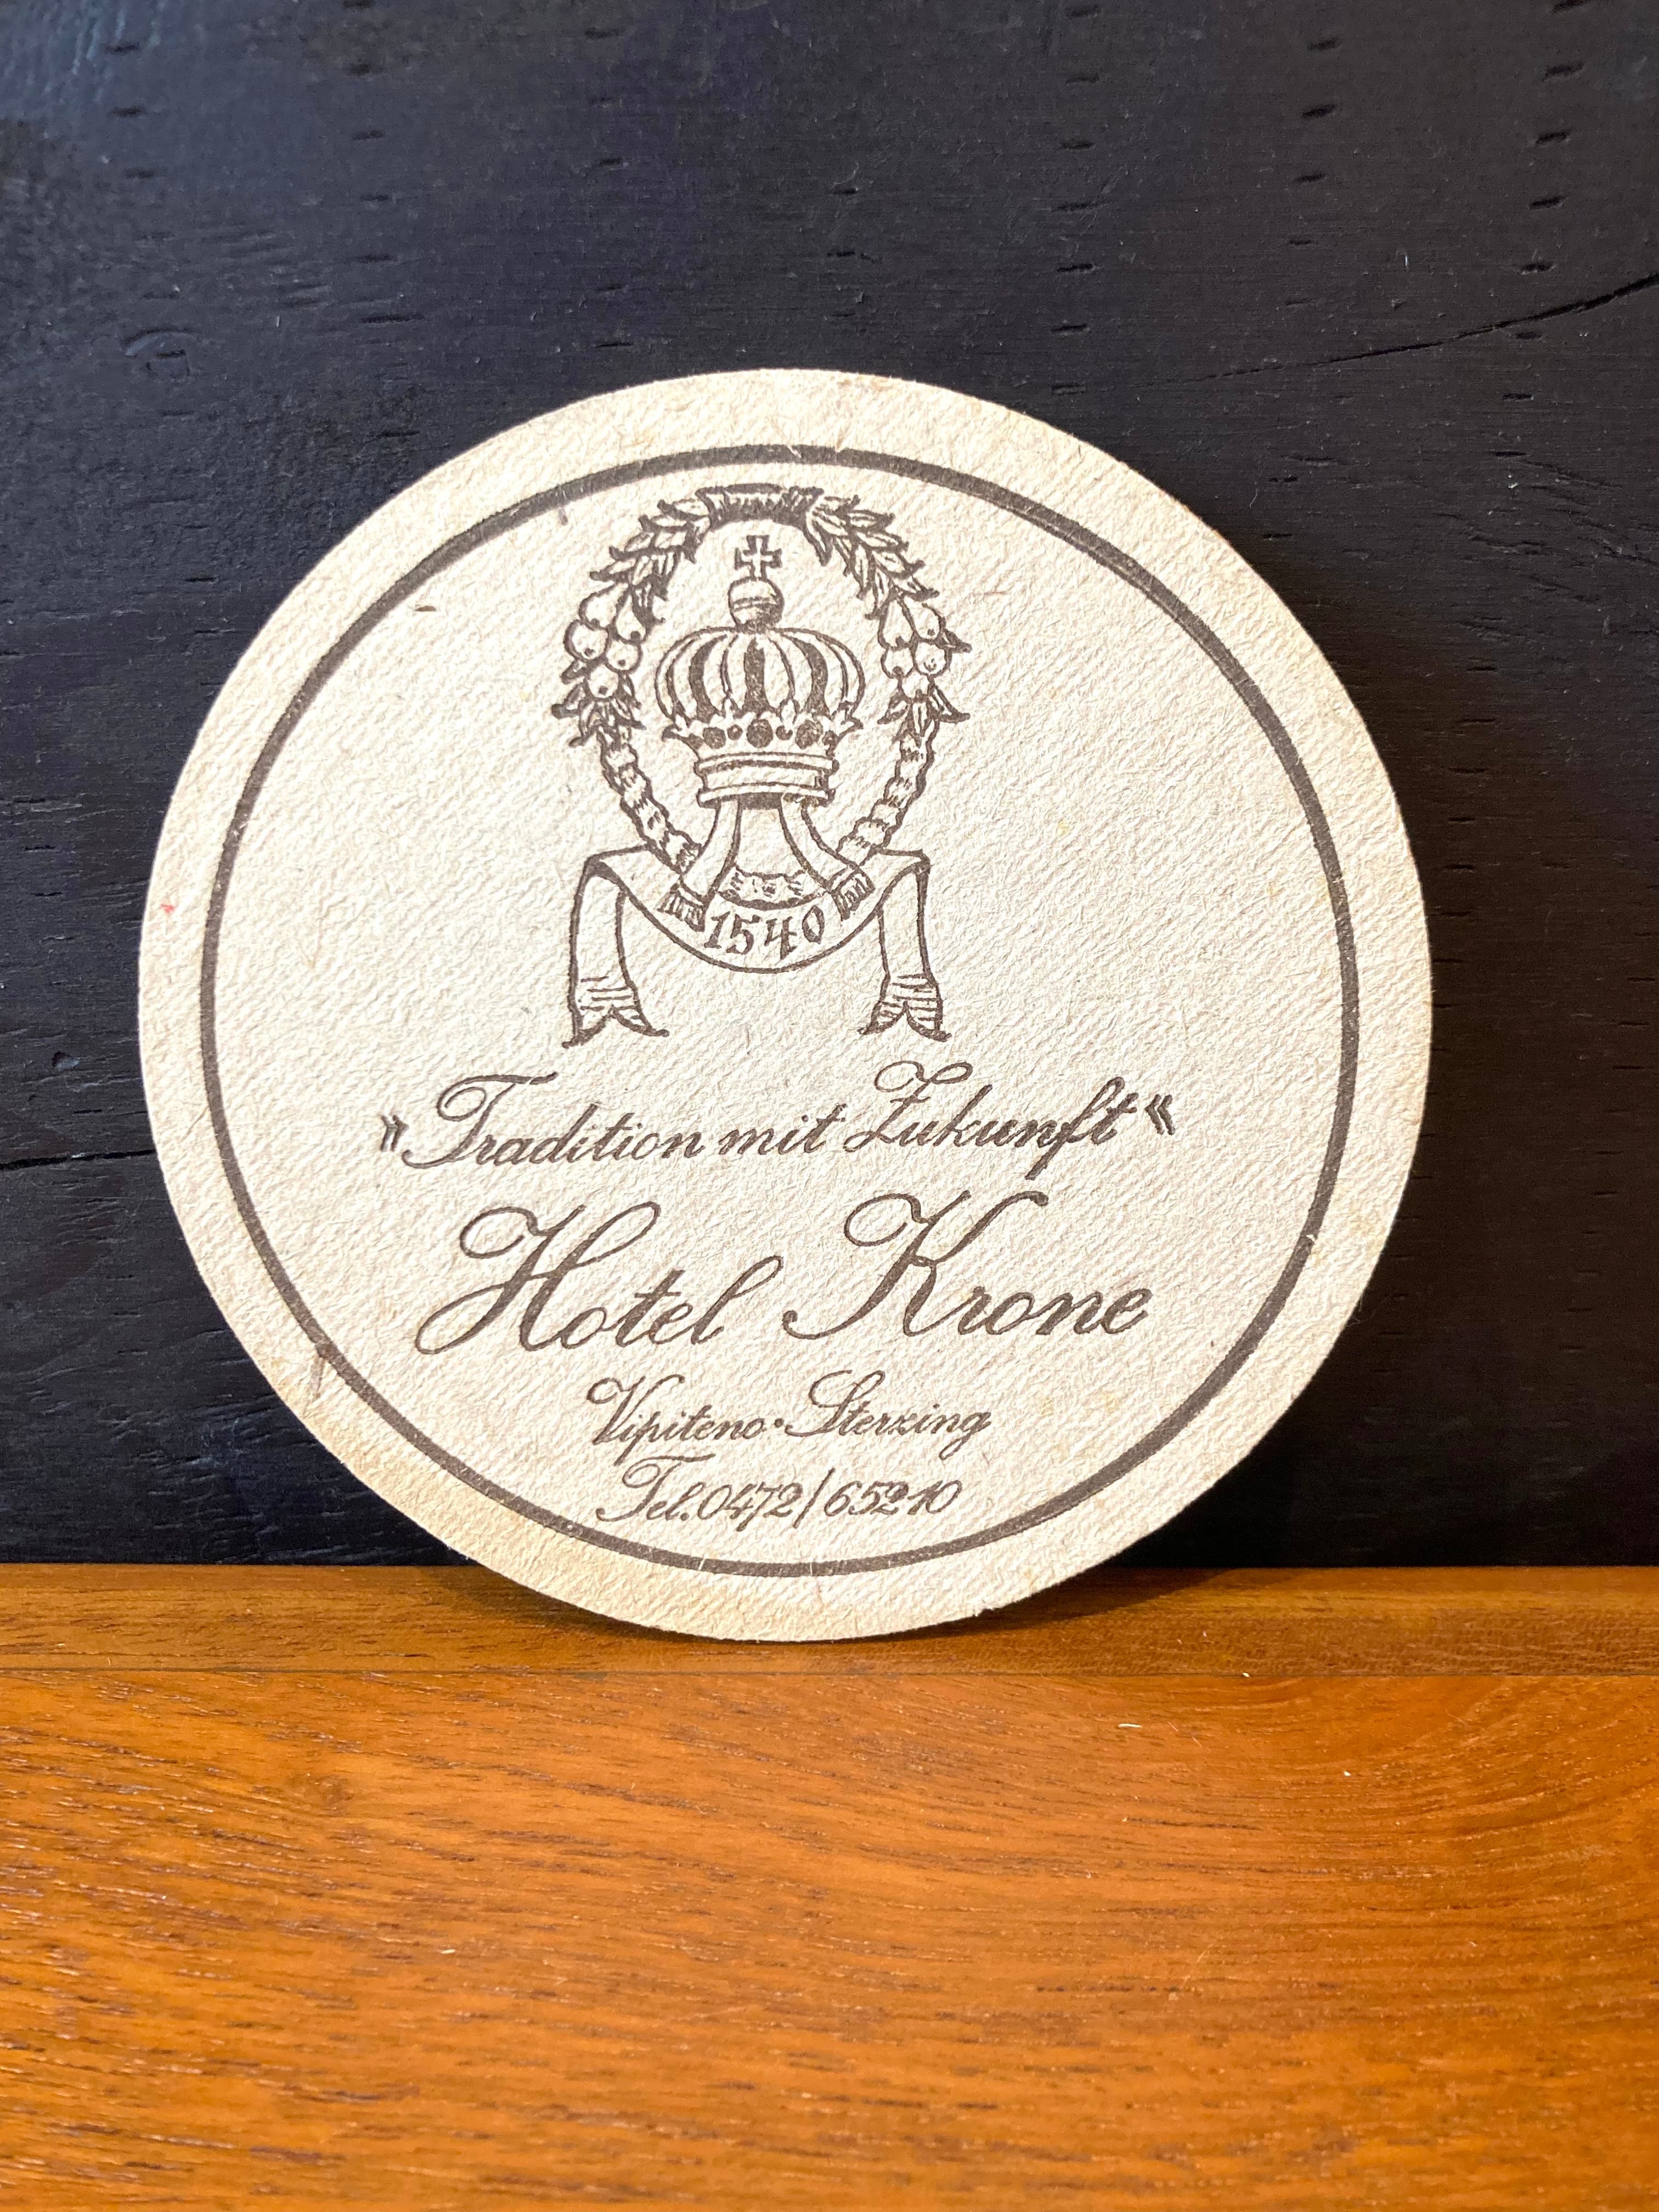 1540
»Tradition mit Zukunft«
Hotel Krone
Vipiteno·Sterzing
Tel.0472/65210